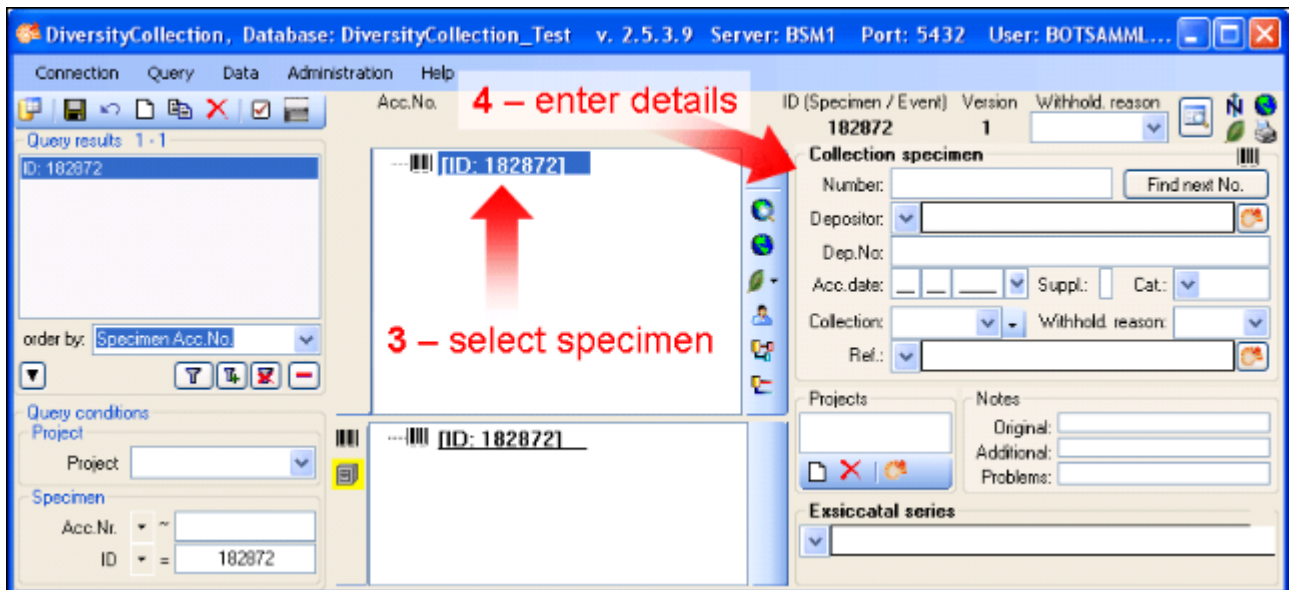 DiversityCollection, Database: DiversityCollection_Test v. 2.5.3.9 Server: BSM1 Port: 5432 User: BOTSAMML...
Connection Query Data Administration Help
Acc.No.
4 – enter details
ID (Specimen / Event) Version Withhold. reason
182872 1
Query results 1 - 1
ID: 182872
order by: Specimen Acc.No.
Query conditions
Project
Project
Specimen
Acc.Nr. ~
ID = 182872
[ID: 182872]
3 – select specimen
[ID: 182872]
Collection specimen
Number: Find next No.
Depositor:
Dep.No:
Acc.date: __ __ ____ Suppl.: Cat.:
Collection: Withhold. reason:
Ref.:
Projects
Notes
Original:
Additional:
Problems:
Exsiccatal series